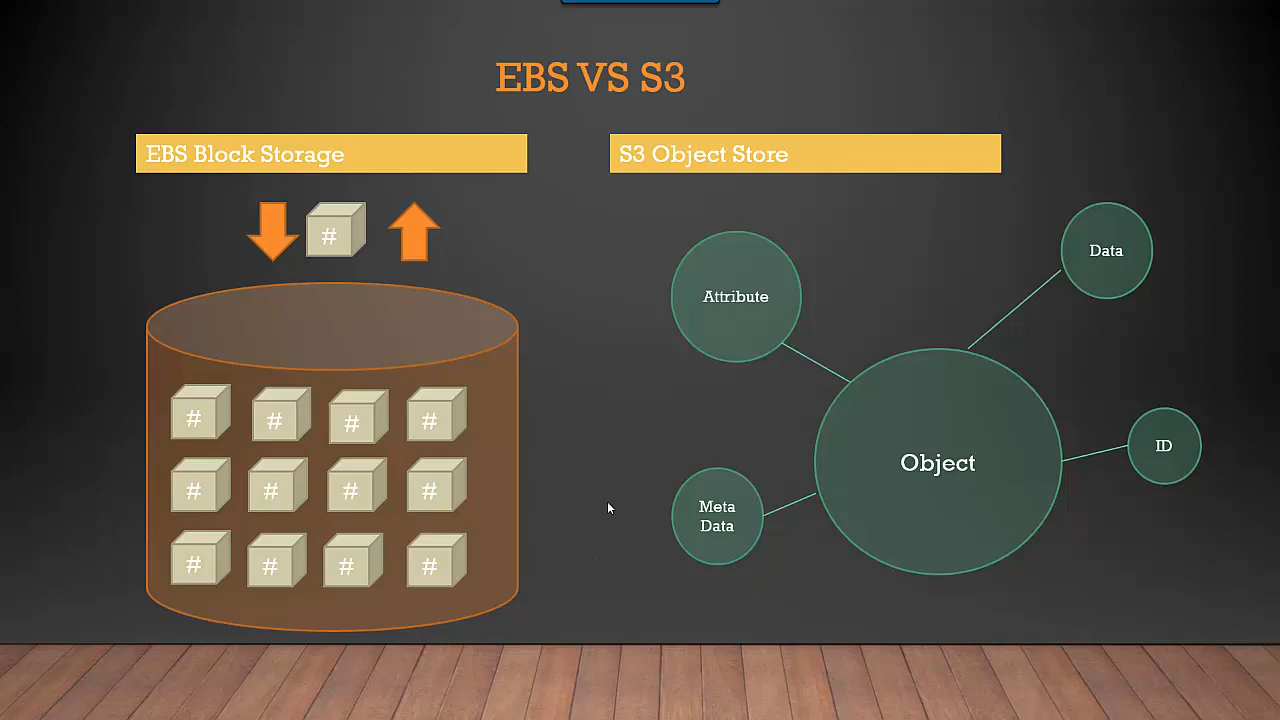 EBS VS S3
EBS Block Storage
#
# # # #
# # # #
# # # #
S3 Object Store
Attribute
Data
Object
ID
Meta
Data